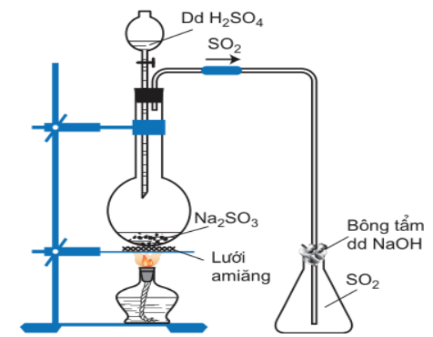 Dd H₂SO₄
SO₂
Na₂SO₃
Lưới
amiăng
Bông tẩm
dd NaOH
SO₂